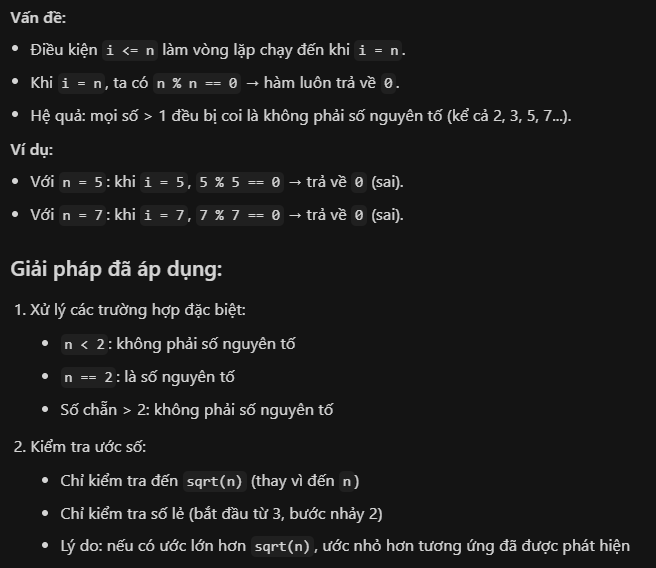 Vấn đề:
Điều kiện i <= n làm vòng lặp chạy đến khi i = n.
Khi i = n, ta có n % n == 0 → hàm luôn trả về 0.
Hệ quả: mọi số > 1 đều bị coi là không phải số nguyên tố (kể cả 2, 3, 5, 7...).
Ví dụ:
Với n = 5: khi i = 5, 5 % 5 == 0 → trả về 0 (sai).
Với n = 7: khi i = 7, 7 % 7 == 0 → trả về 0 (sai).
Giải pháp đã áp dụng:
1. Xử lý các trường hợp đặc biệt:
n < 2: không phải số nguyên tố
n == 2: là số nguyên tố
Số chẵn > 2: không phải số nguyên tố
2. Kiểm tra ước số:
Chỉ kiểm tra đến sqrt(n) (thay vì đến n)
Chỉ kiểm tra số lẻ (bắt đầu từ 3, bước nhảy 2)
Lý do: nếu có ước lớn hơn sqrt(n), ước nhỏ hơn tương ứng đã được phát hiện